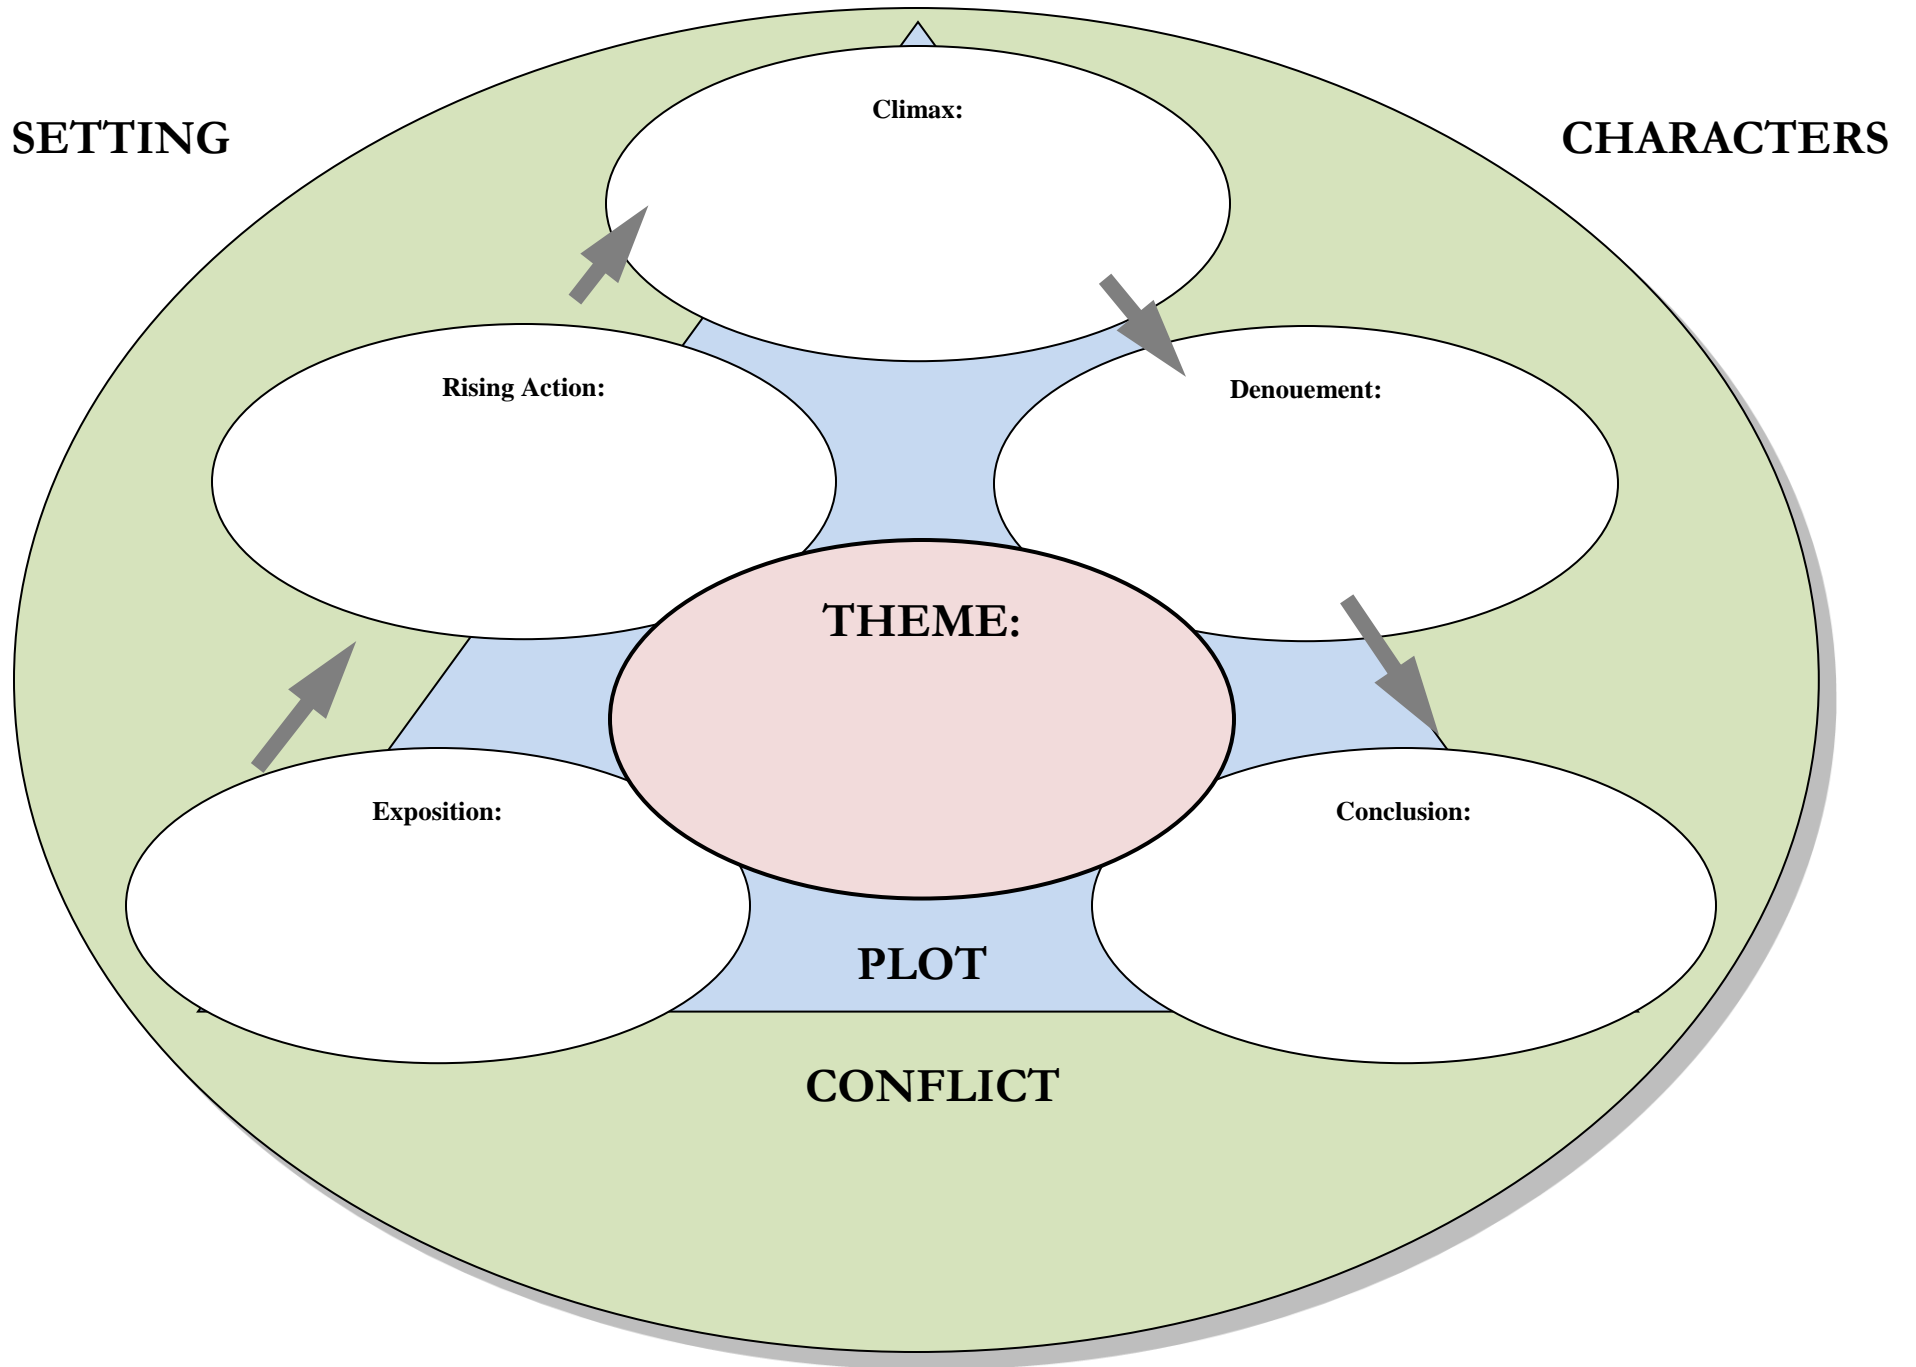 SETTING
CHARACTERS
Climax:
Rising Action:
Denouement:
THEME:
Exposition:
Conclusion:
PLOT
CONFLICT